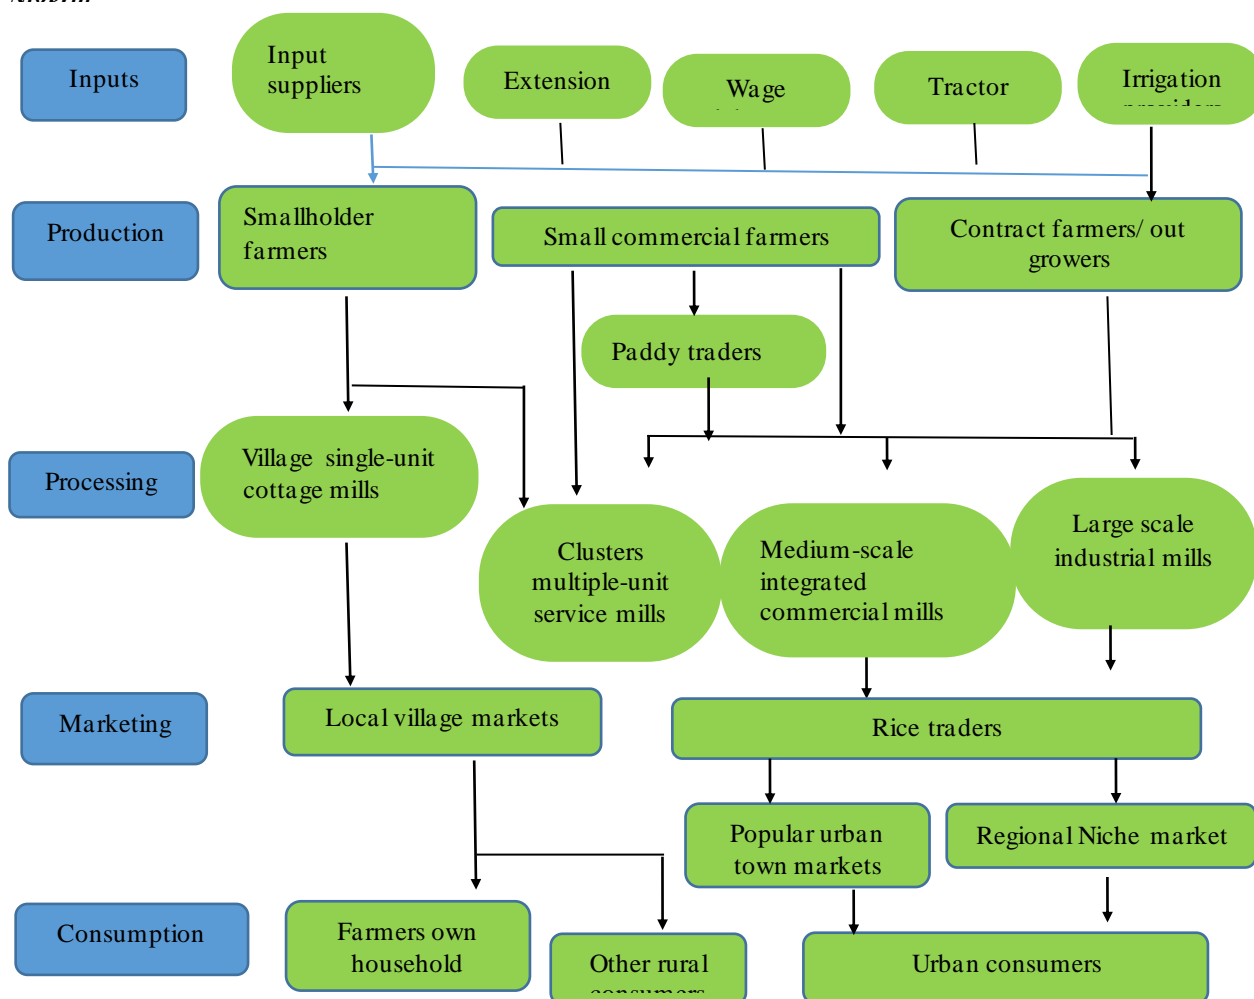 Inputs
Input
suppliers
Extension
Wage
Tractor
Irrigation
providers
Production
Smallholder
farmers
Small commercial farmers
Contract farmers/ out
growers
Paddy traders
Processing
Village single-unit
cottage mills
Clusters
multiple-unit
service mills
Medium-scale
integrated
commercial mills
Large scale
industrial mills
Marketing
Local village markets
Rice traders
Popular urban
town markets
Regional Niche market
Consumption
Farmers own
household
Other rural
consumers
Urban consumers